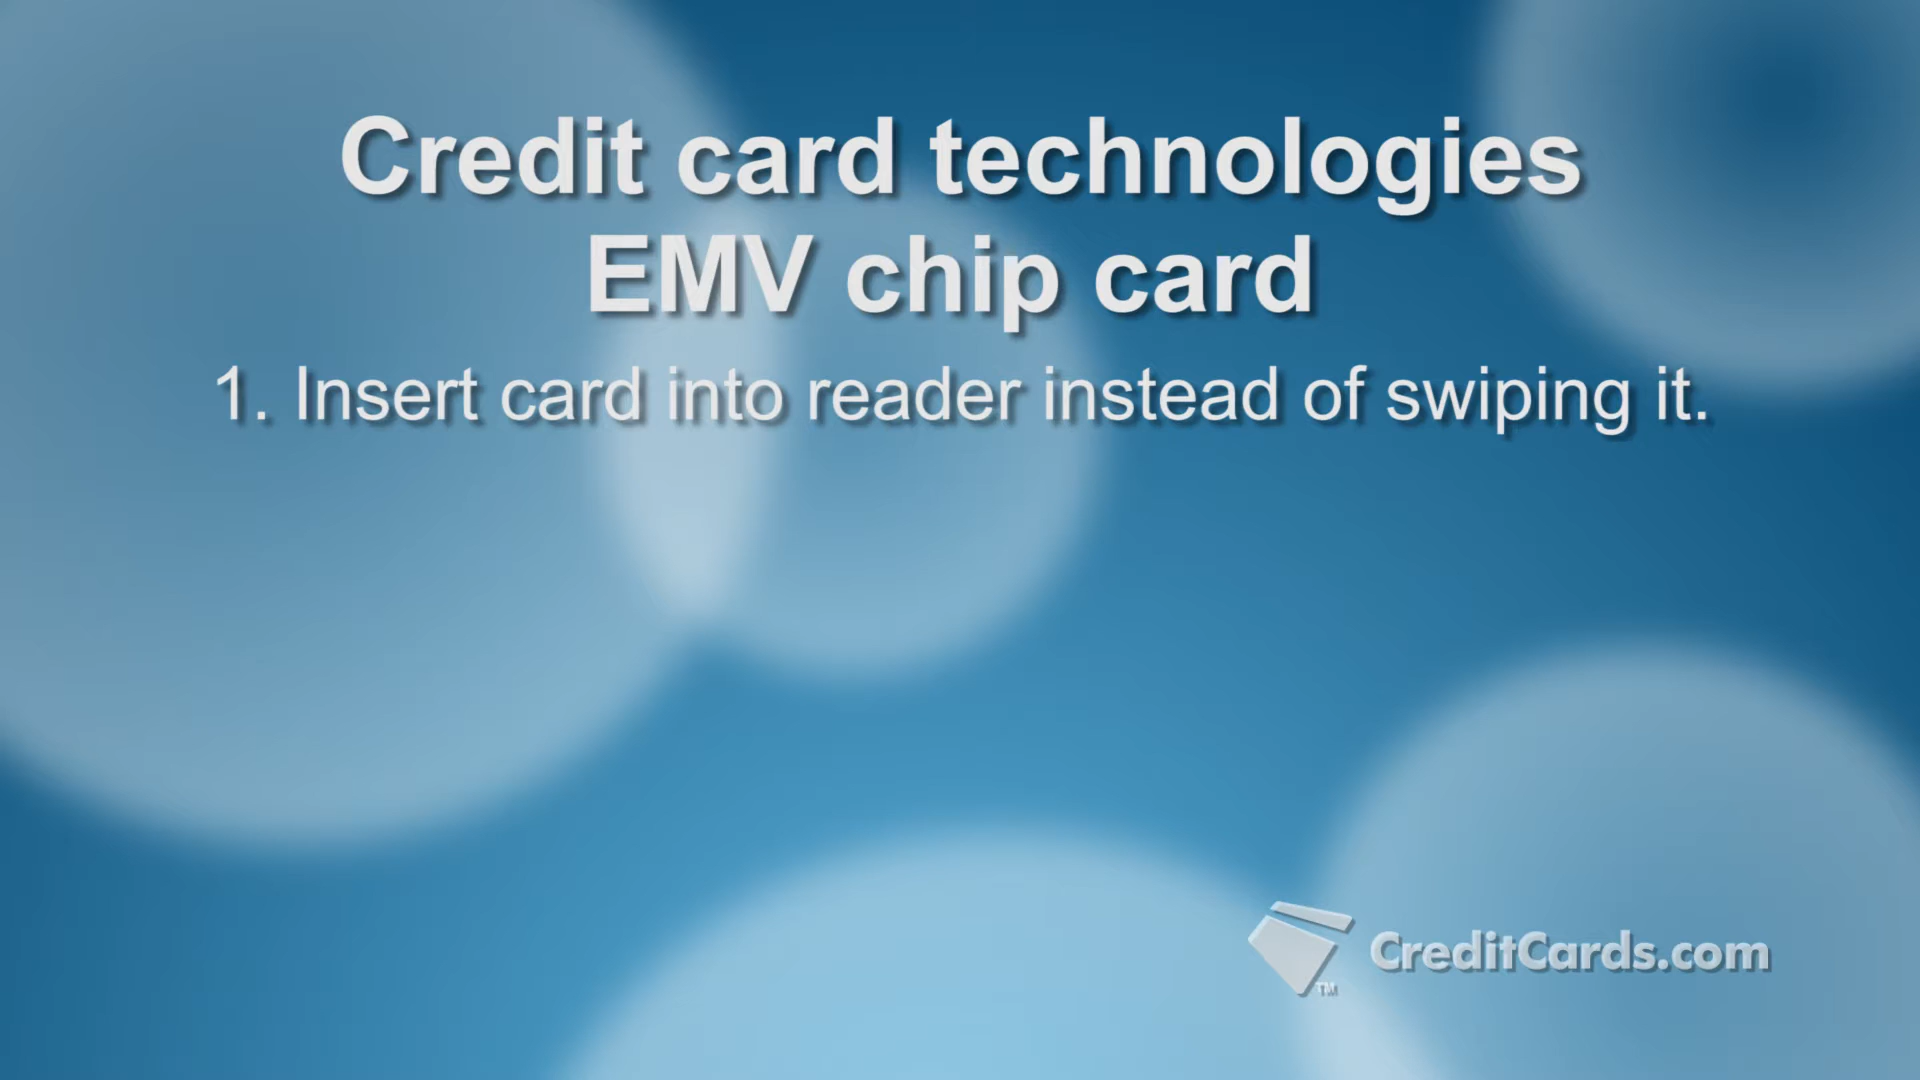 Credit card technologies
EMV chip card
1. Insert card into reader instead of swiping it.
CreditCards.com
TM